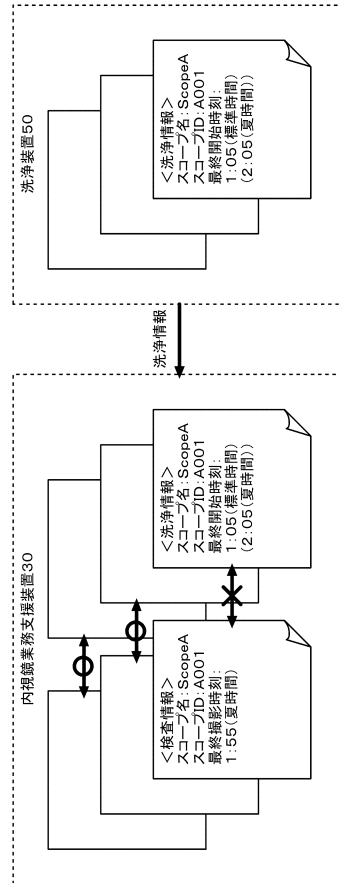 内視鏡業務支援装置30
<検査情報>
スコープ名:ScopeA
スコープID:A001
最終撮影時刻:
1:55(夏時間)
<洗浄情報>
スコープ名:ScopeA
スコープID:A001
最終開始時刻:
1:05(標準時間)
(2:05(夏時間))
洗浄情報
洗浄装置50
<洗浄情報>
スコープ名:ScopeA
スコープID:A001
最終開始時刻:
1:05(標準時間)
(2:05(夏時間))